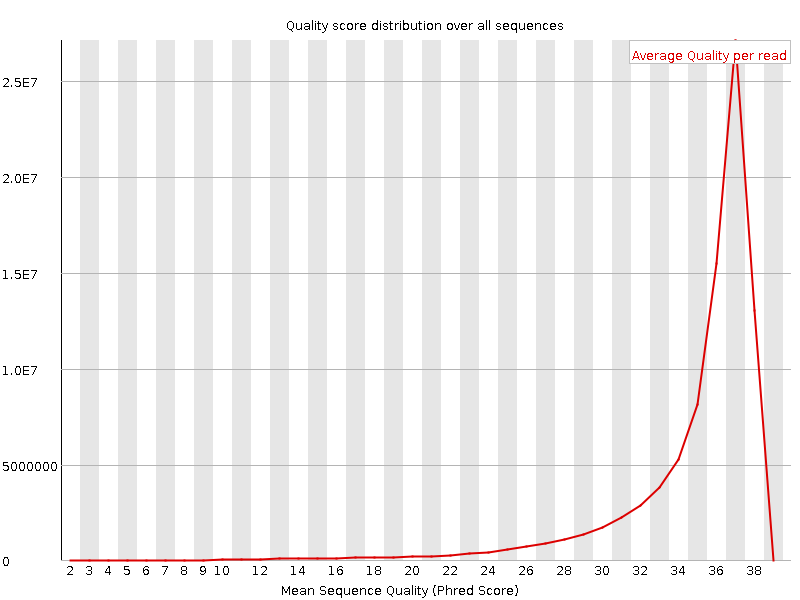 Quality score distribution over all sequences
Average Quality per read
2.5E7
2.0E7
1.5E7
1.0E7
5000000
0
2 3 4 5 6 7 8 9 10 12 14 16 18 20 22 24 26 28 30 32 34 36 38
Mean Sequence Quality (Phred Score)